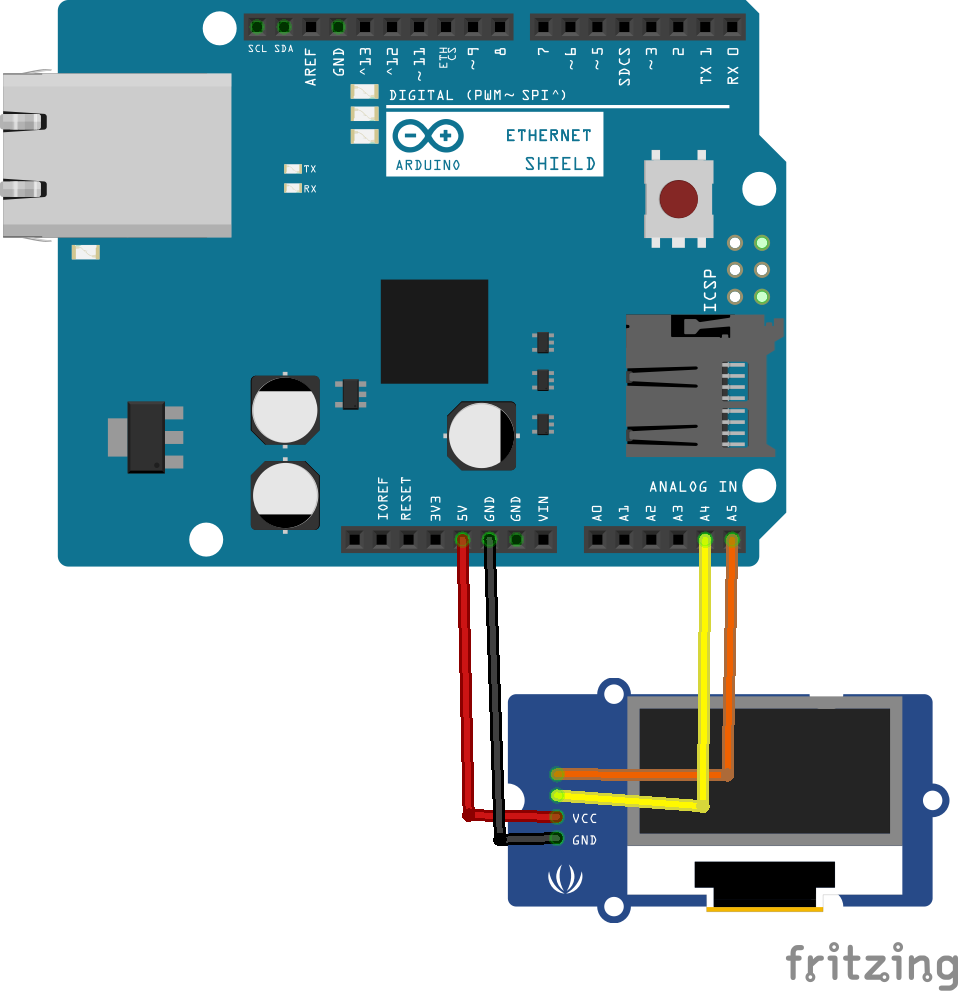 SCL SDA AREF GND ^13 ^12 ~11 ETH CS ~9 8 7 ~6 ~5 SDCS ~3 2 TX 1 RX 0
DIGITAL (PWM~ SPI^)
ARDUINO
ETHERNET
SHIELD
TX
RX
ICSP
ANALOG IN
IOREF RESET 3V3 5V GND GND VIN A0 A1 A2 A3 A4 A5
VCC
GND
fritzing